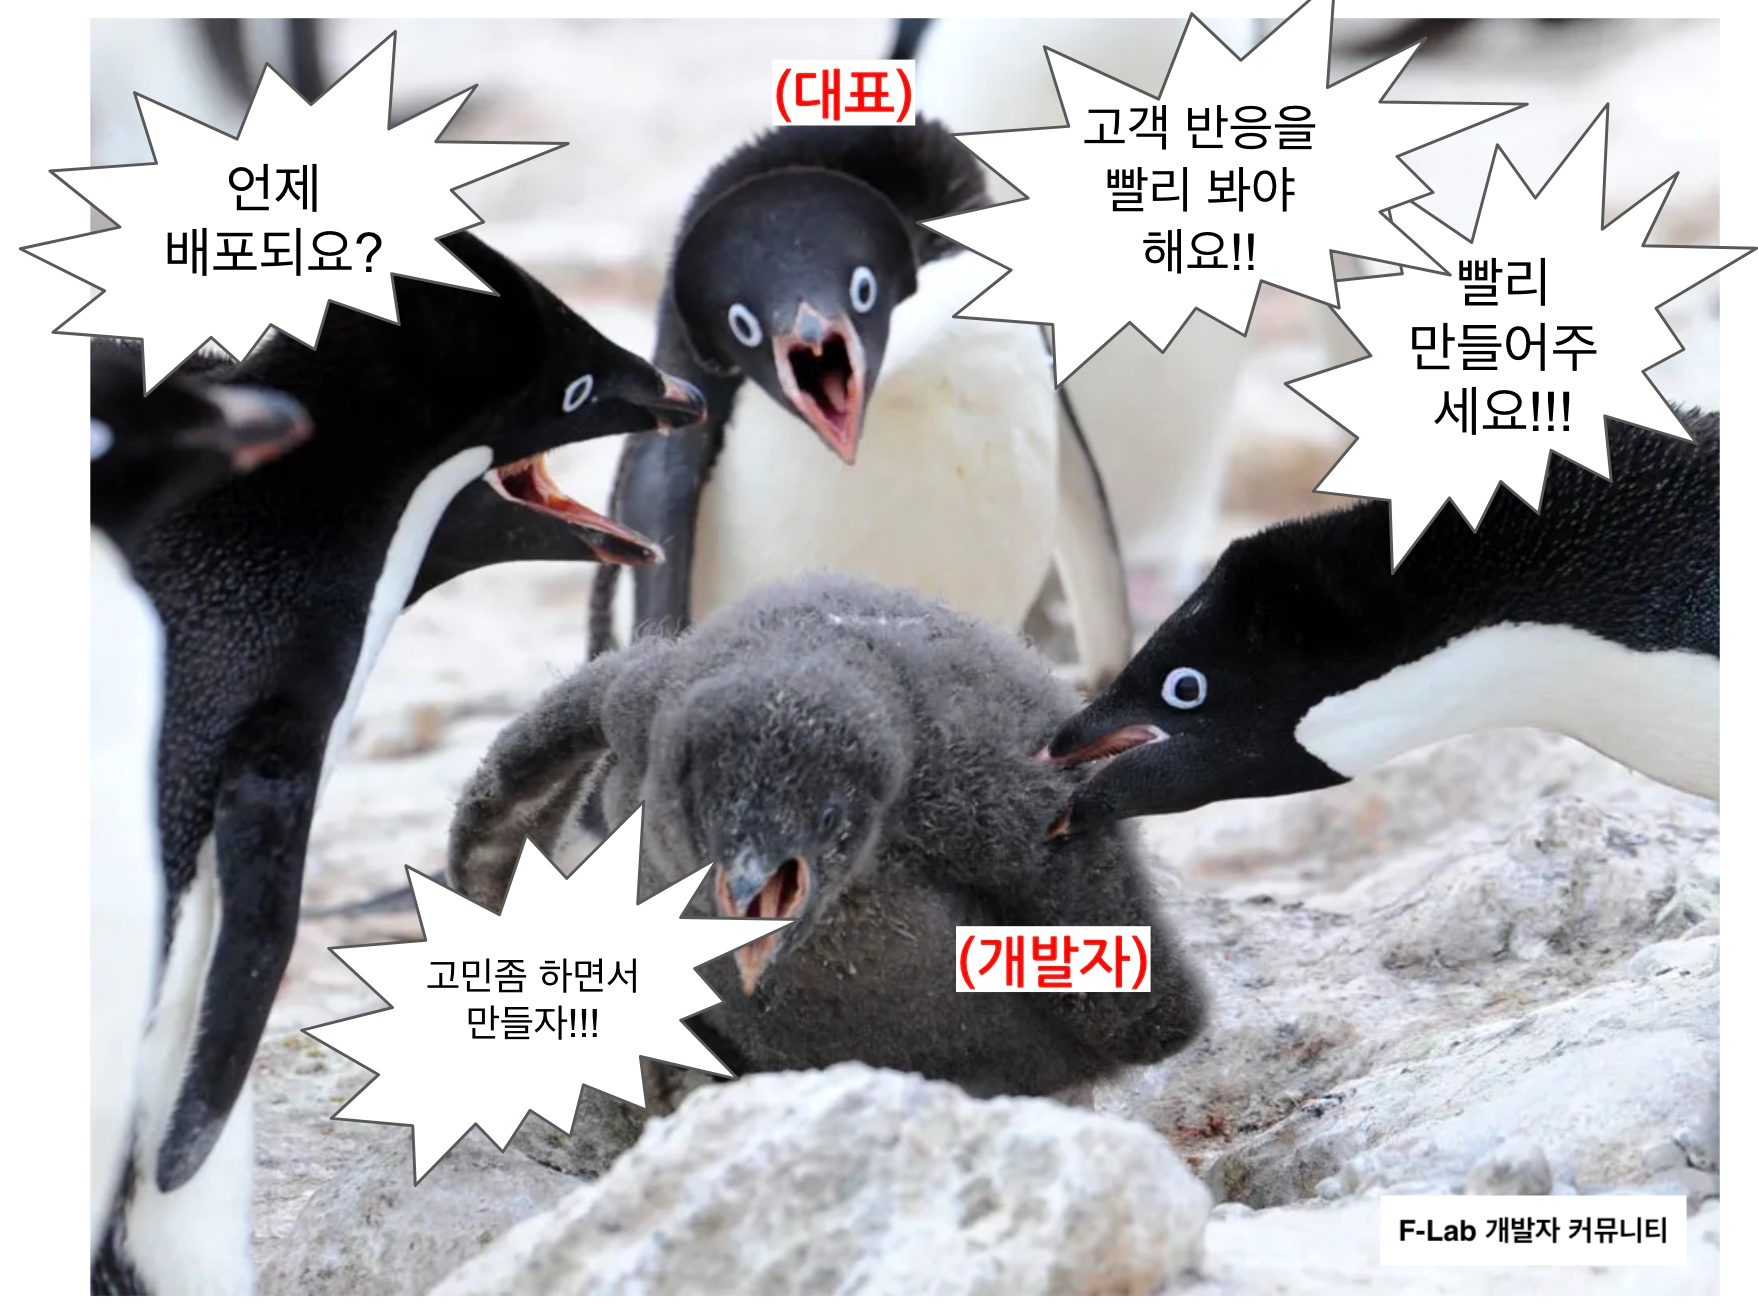 (대표)
언제
배포되요?
고객 반응을
빨리 봐야
해요!!
빨리
만들어주
세요!!!
고민좀 하면서
만들자!!!
(개발자)
F-Lab 개발자 커뮤니티